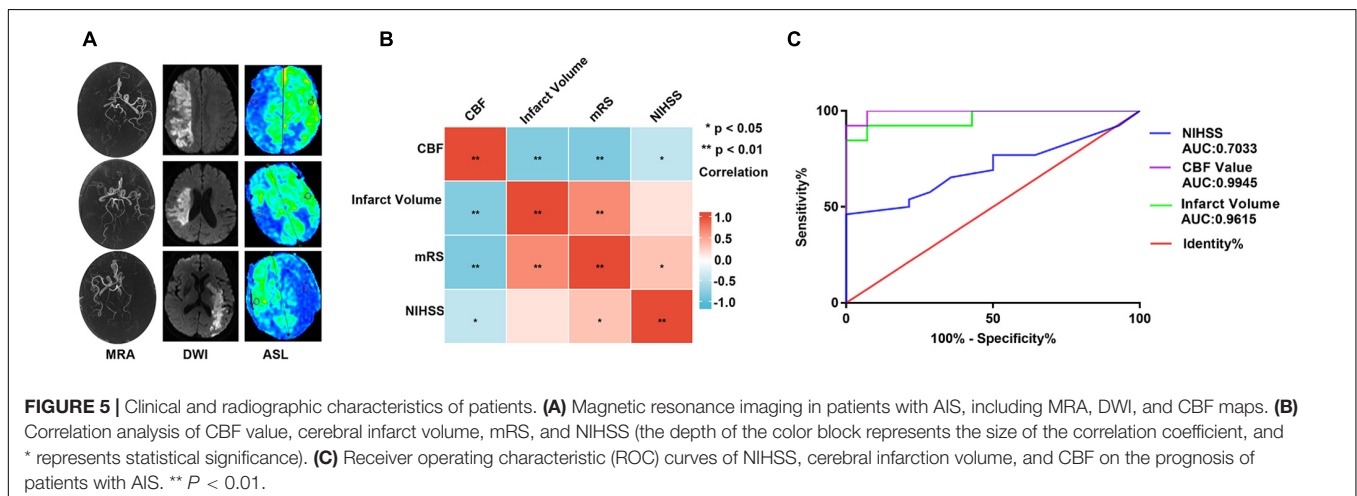 A
MRA DWI ASL
B
CBF Infarct Volume mRS NIHSS
CBF ** ** ** *
Infarct Volume ** ** **
mRS ** ** ** *
NIHSS * * **
* p < 0.05
** p < 0.01
Correlation
1.0
0.5
0.0
-0.5
-1.0
C
100
50
0
Sensitivity%
0 50 100
100% - Specificity%
NIHSS
AUC:0.7033
CBF Value
AUC:0.9945
Infarct Volume
AUC:0.9615
Identity%
FIGURE 5 | Clinical and radiographic characteristics of patients. (A) Magnetic resonance imaging in patients with AIS, including MRA, DWI, and CBF maps. (B)
Correlation analysis of CBF value, cerebral infarct volume, mRS, and NIHSS (the depth of the color block represents the size of the correlation coefficient, and
* represents statistical significance). (C) Receiver operating characteristic (ROC) curves of NIHSS, cerebral infarction volume, and CBF on the prognosis of
patients with AIS. ** P < 0.01.